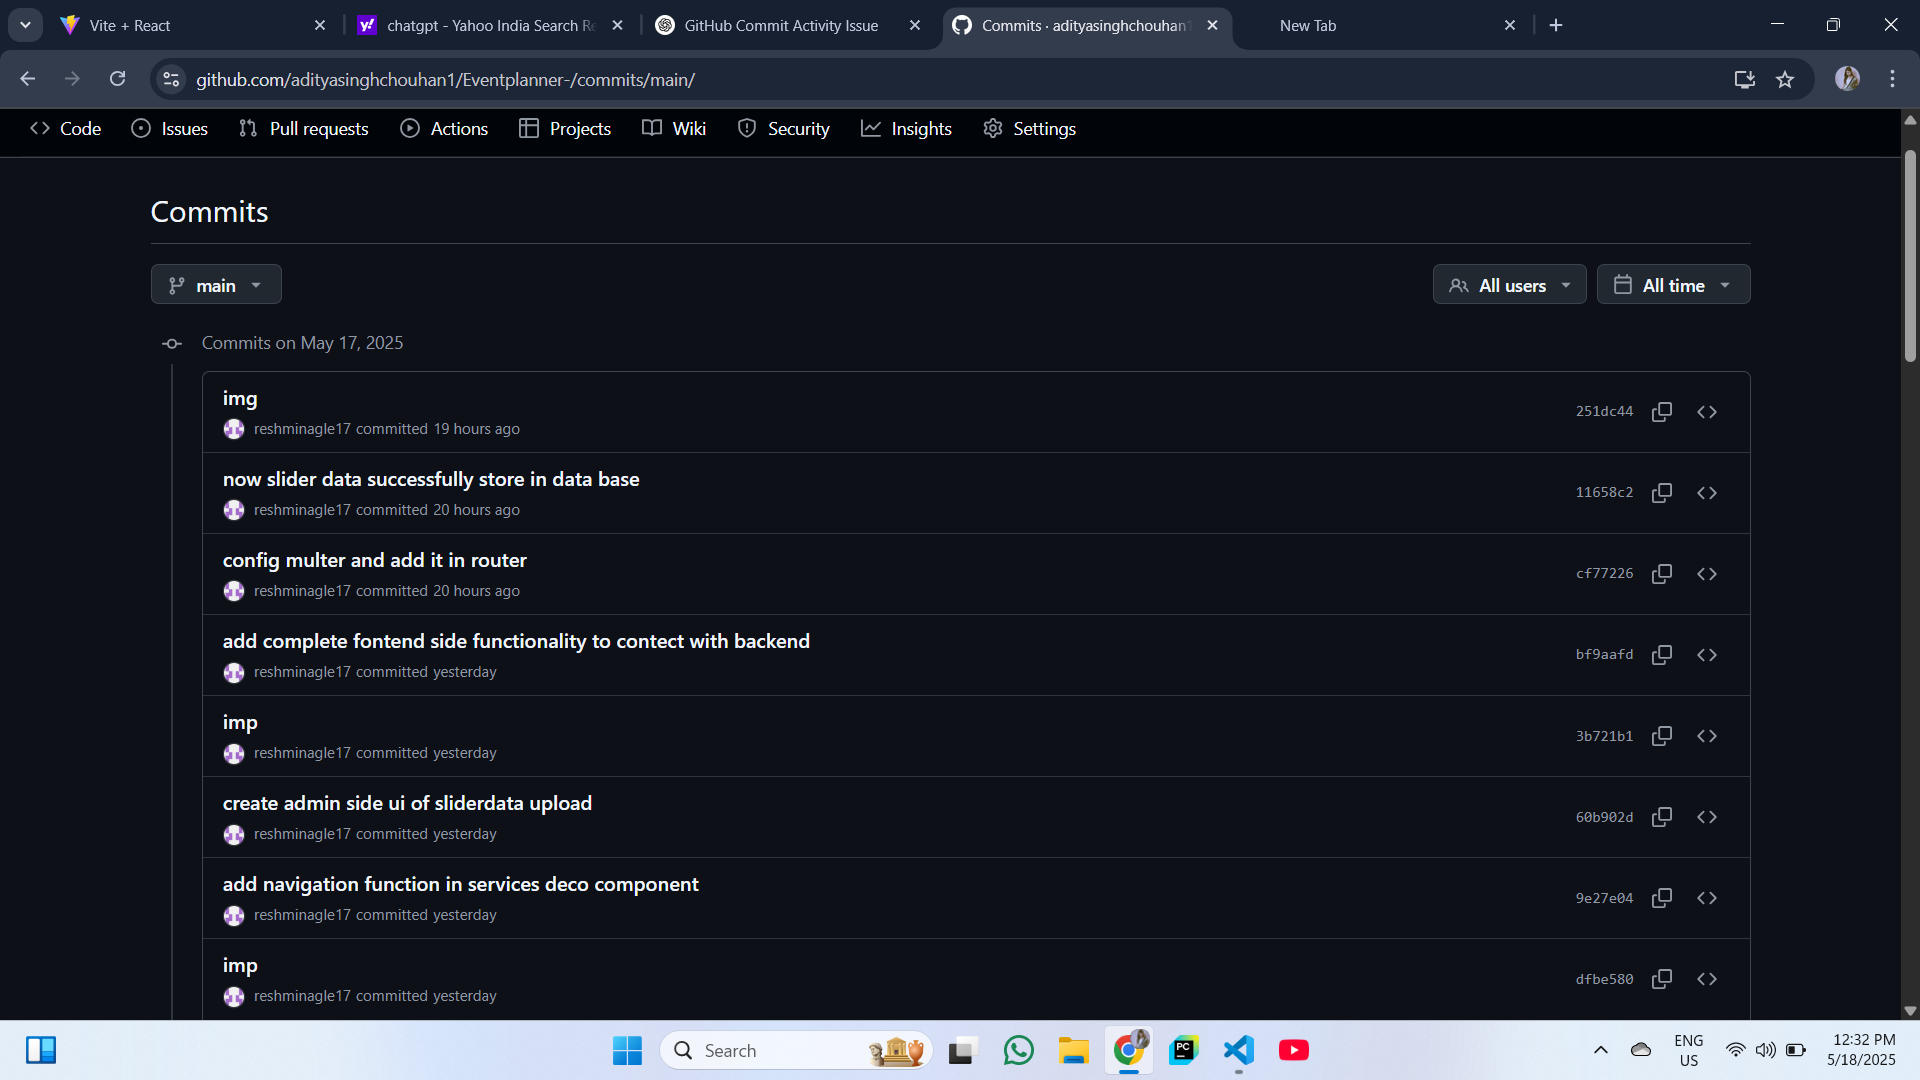 Vite + React
chatgpt - Yahoo India Search Re
GitHub Commit Activity Issue
Commits · adityasinghchouhan1
New Tab
github.com/adityasinghchouhan1/Eventplanner-/commits/main/
Code
Issues
Pull requests
Actions
Projects
Wiki
Security
Insights
Settings
Commits
main
All users
All time
Commits on May 17, 2025
img
reshminagle17 committed 19 hours ago
251dc44
now slider data successfully store in data base
reshminagle17 committed 20 hours ago
11658c2
config multer and add it in router
reshminagle17 committed 20 hours ago
cf77226
add complete fontend side functionality to contect with backend
reshminagle17 committed yesterday
bf9aafd
imp
reshminagle17 committed yesterday
3b721b1
create admin side ui of sliderdata upload
reshminagle17 committed yesterday
60b902d
add navigation function in services deco component
reshminagle17 committed yesterday
9e27e04
imp
reshminagle17 committed yesterday
dfbe580
Search
PC
ENG
US
12:32 PM
5/18/2025